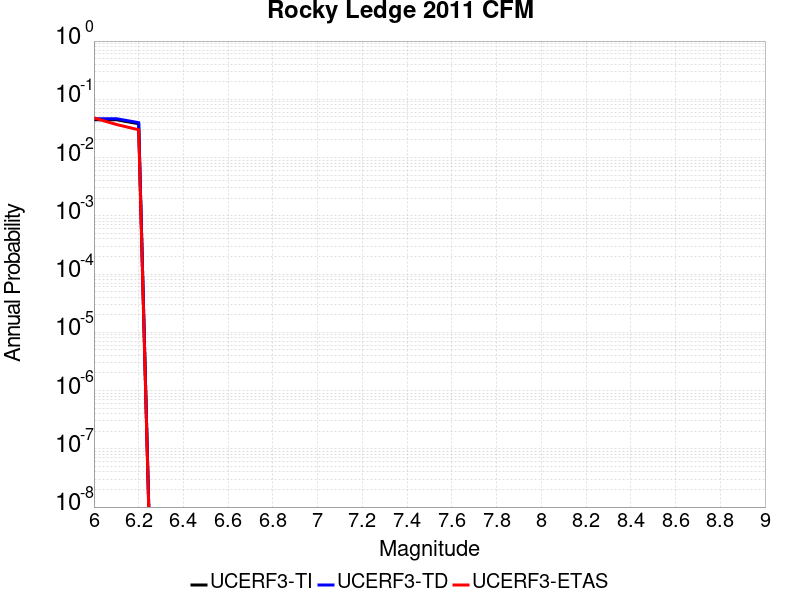 Rocky Ledge 2011 CFM
10^0
10^-1
10^-2
10^-3
10^-4
10^-5
10^-6
10^-7
10^-8
Annual Probability
6 6.2 6.4 6.6 6.8 7 7.2 7.4 7.6 7.8 8 8.2 8.4 8.6 8.8 9
Magnitude
UCERF3-TI UCERF3-TD UCERF3-ETAS